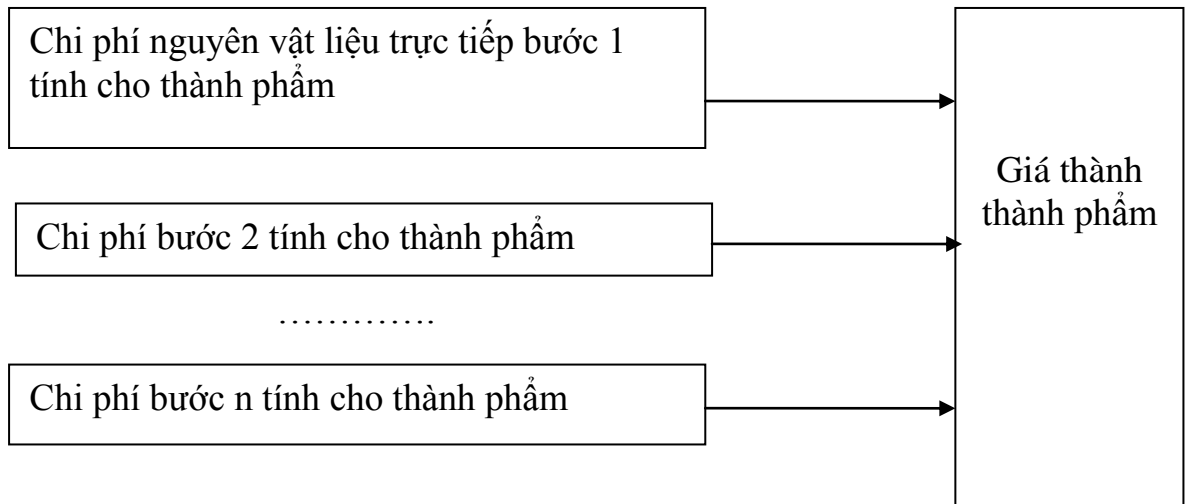 Chi phí nguyên vật liệu trực tiếp bước 1
tính cho thành phẩm
Giá thành
thành phẩm
Chi phí bước 2 tính cho thành phẩm
………….
Chi phí bước n tính cho thành phẩm